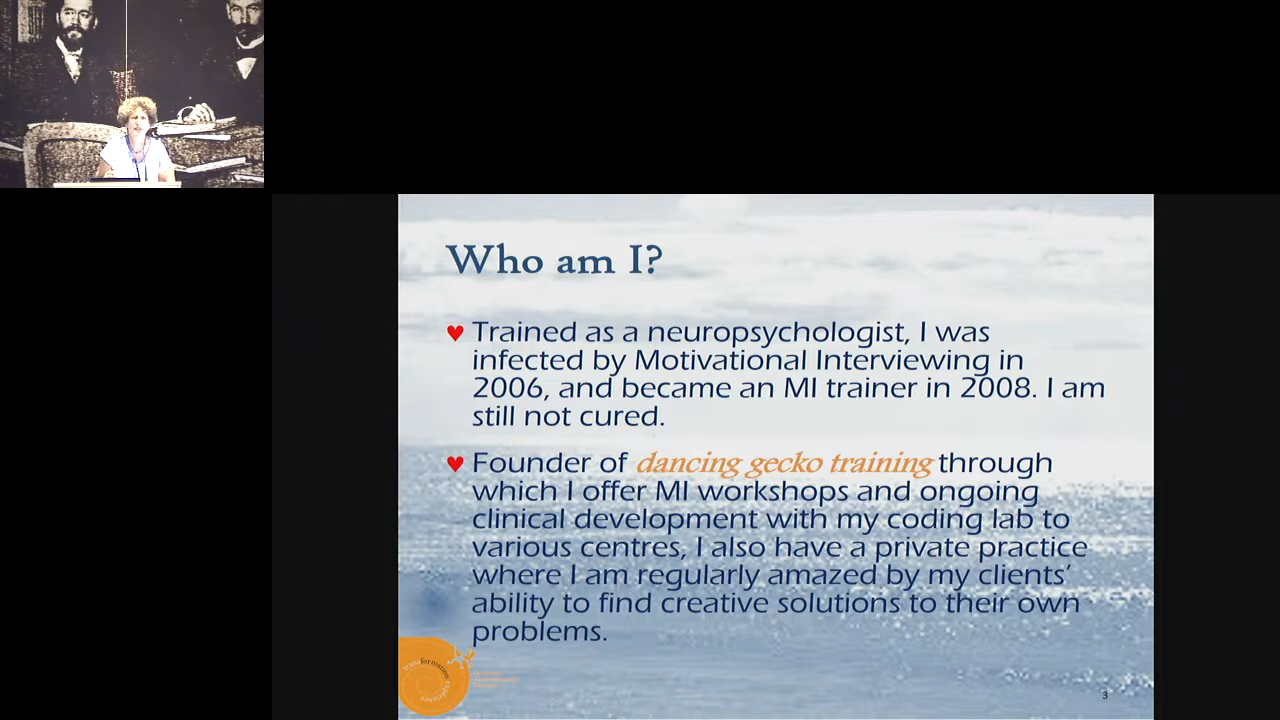 Who am I?
♥ Trained as a neuropsychologist, I was
infected by Motivational Interviewing in
2006, and became an MI trainer in 2008. I am
still not cured.
♥ Founder of dancing gecko training through
which I offer MI workshops and ongoing
clinical development with my coding lab to
various centres, I also have a private practice
where I am regularly amazed by my clients’
ability to find creative solutions to their own
problems.
3